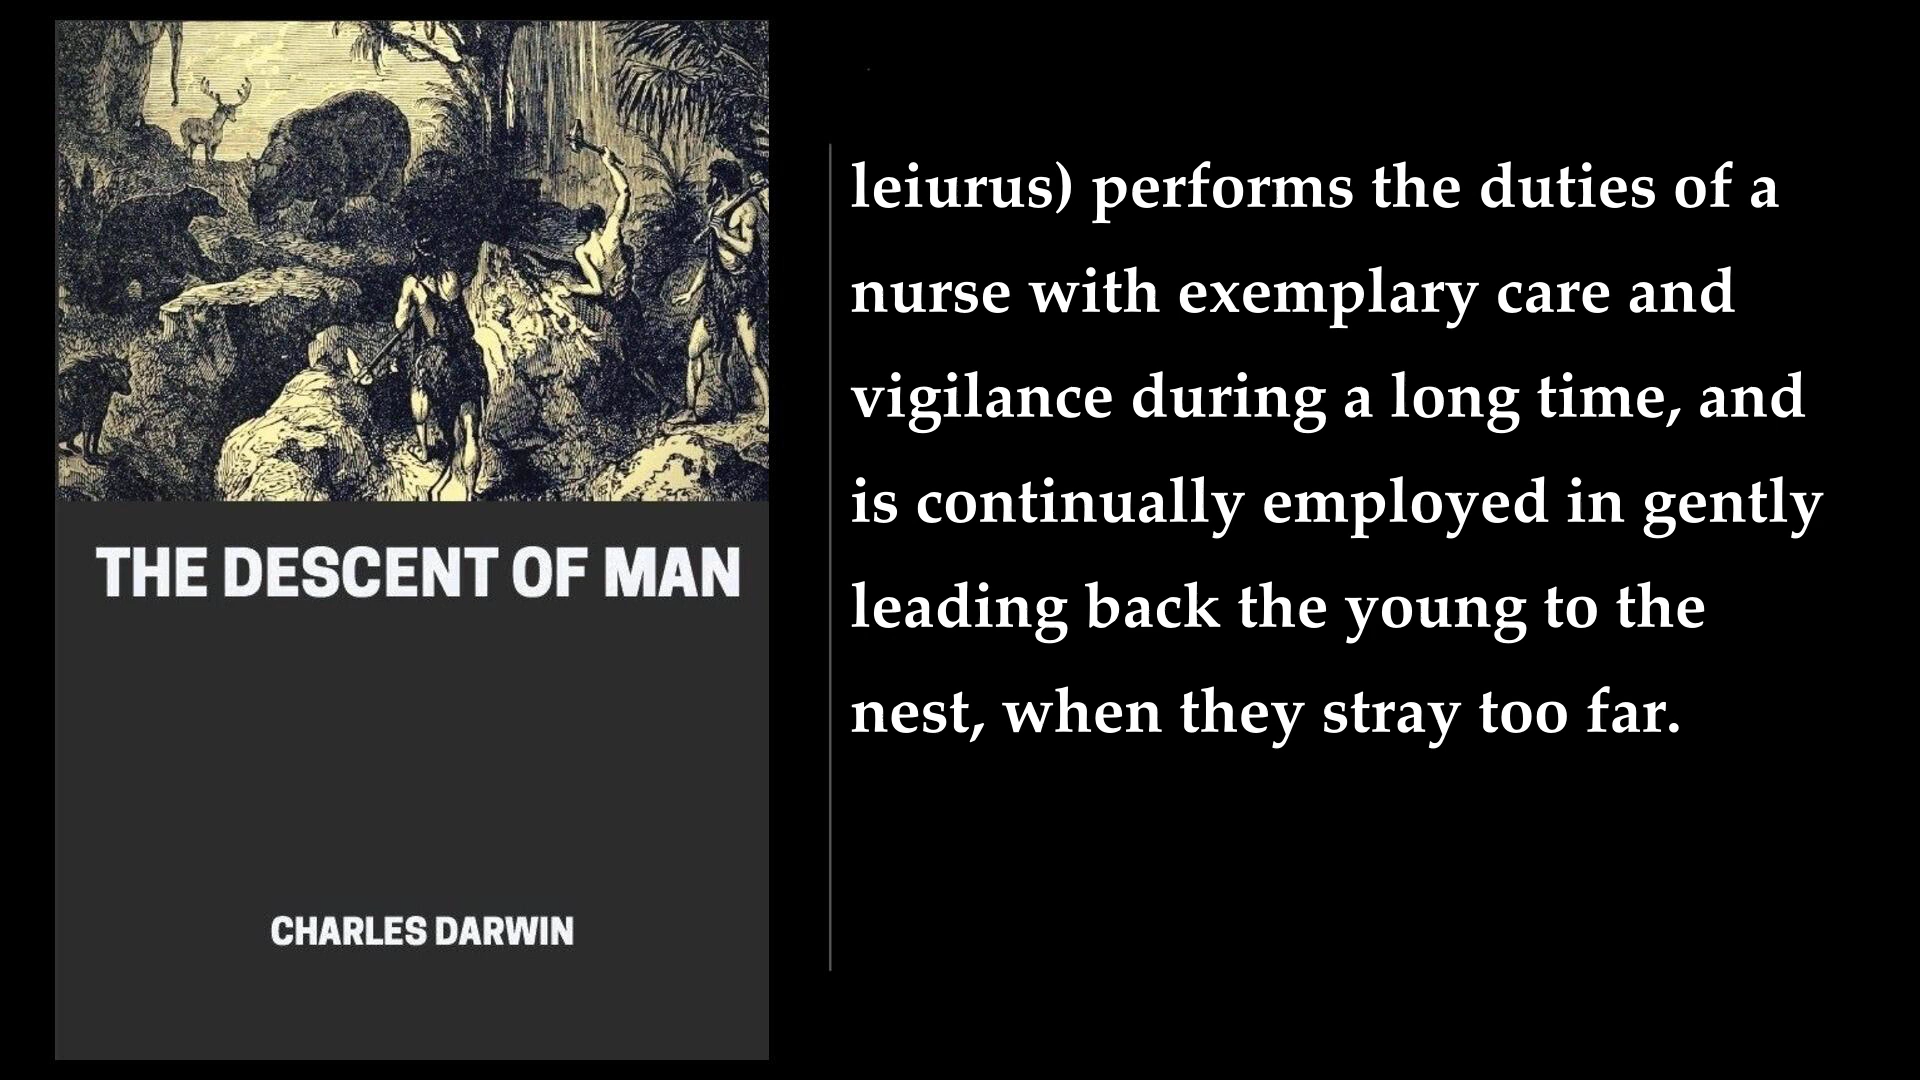 THE DESCENT OF MAN
CHARLES DARWIN
leiurus) performs the duties of a
nurse with exemplary care and
vigilance during a long time, and
is continually employed in gently
leading back the young to the
nest, when they stray too far.